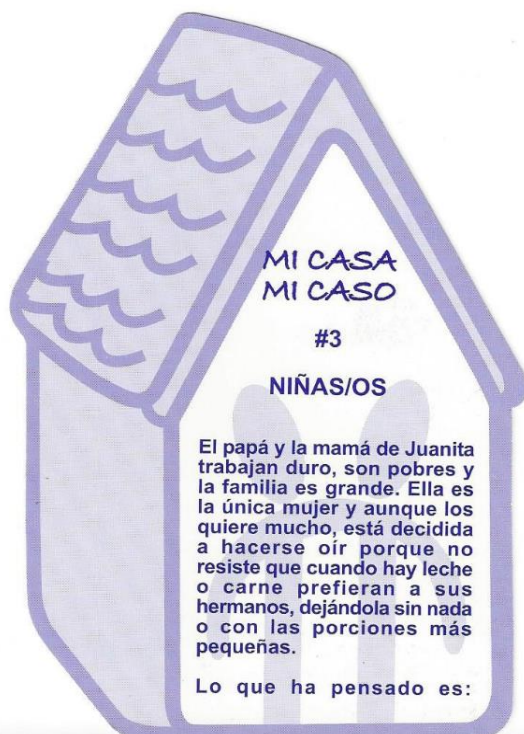 MI CASA
MI CASO
#3
NIÑAS/OS
El papá y la mamá de Juanita
trabajan duro, son pobres y
la familia es grande. Ella es
la única mujer y aunque los
quiere mucho, está decidida
a hacerse oír porque no
resiste que cuando hay leche
o carne prefieran a sus
hermanos, dejándola sin nada
o con las porciones más
pequeñas.
Lo que ha pensado es: